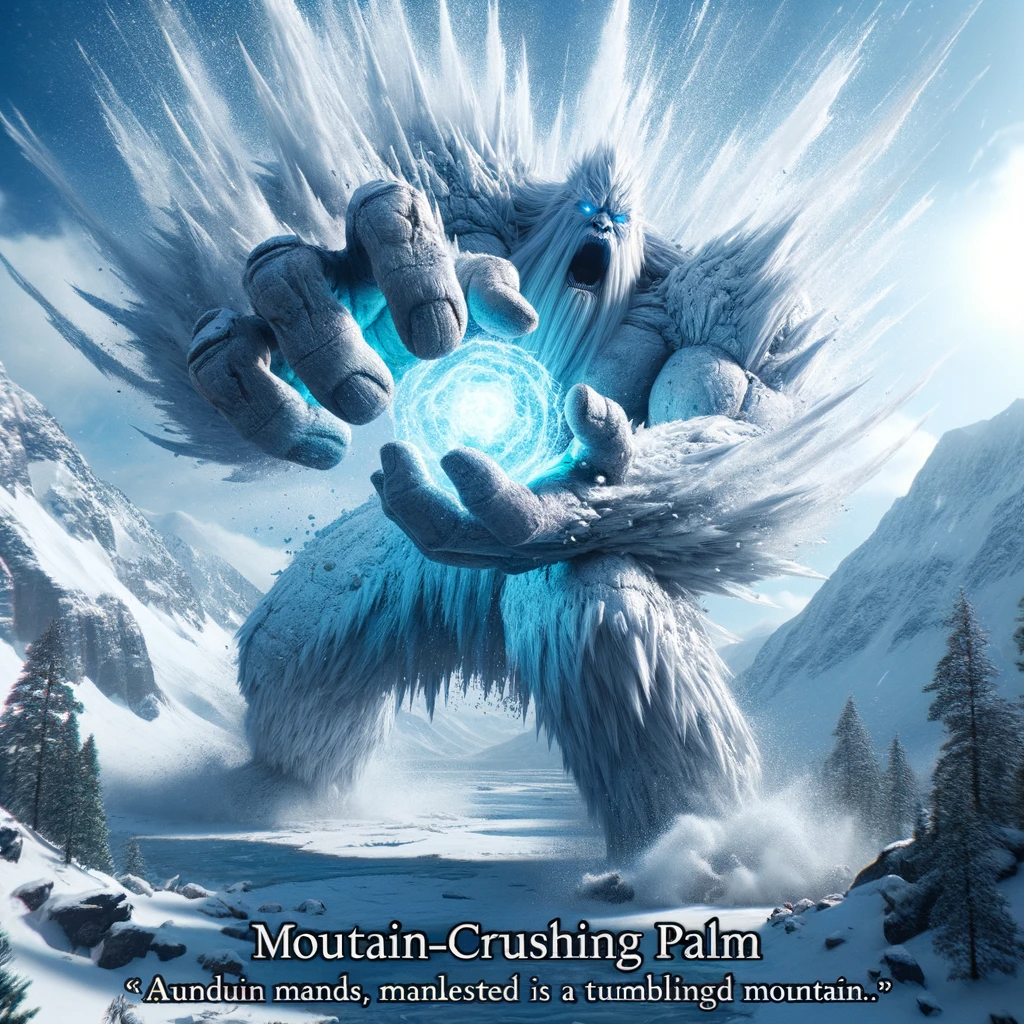 Moutain-Crushing Palm
“Aunduin mands, manlested is a tumblingd mountain..”